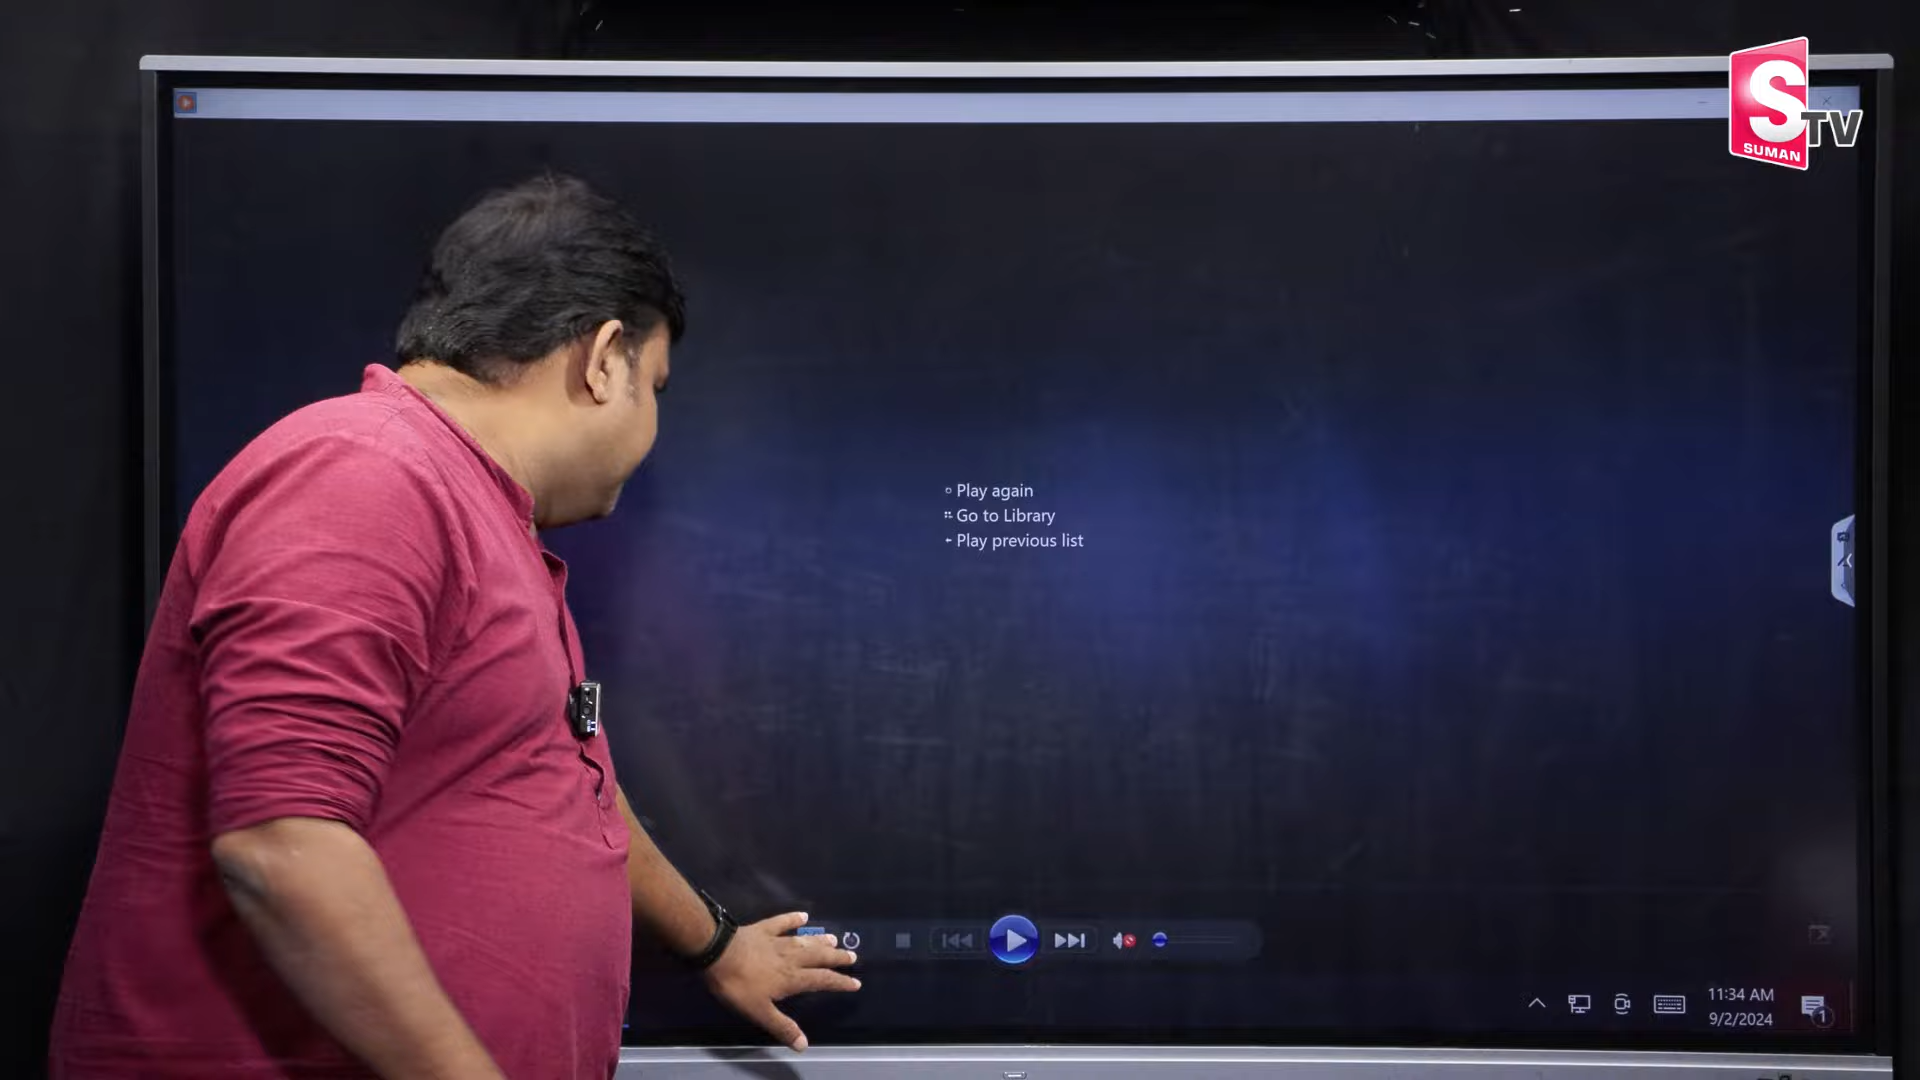 S
TV
SUMAN
Play again
Go to Library
Play previous list
11:34 AM
9/2/2024
1